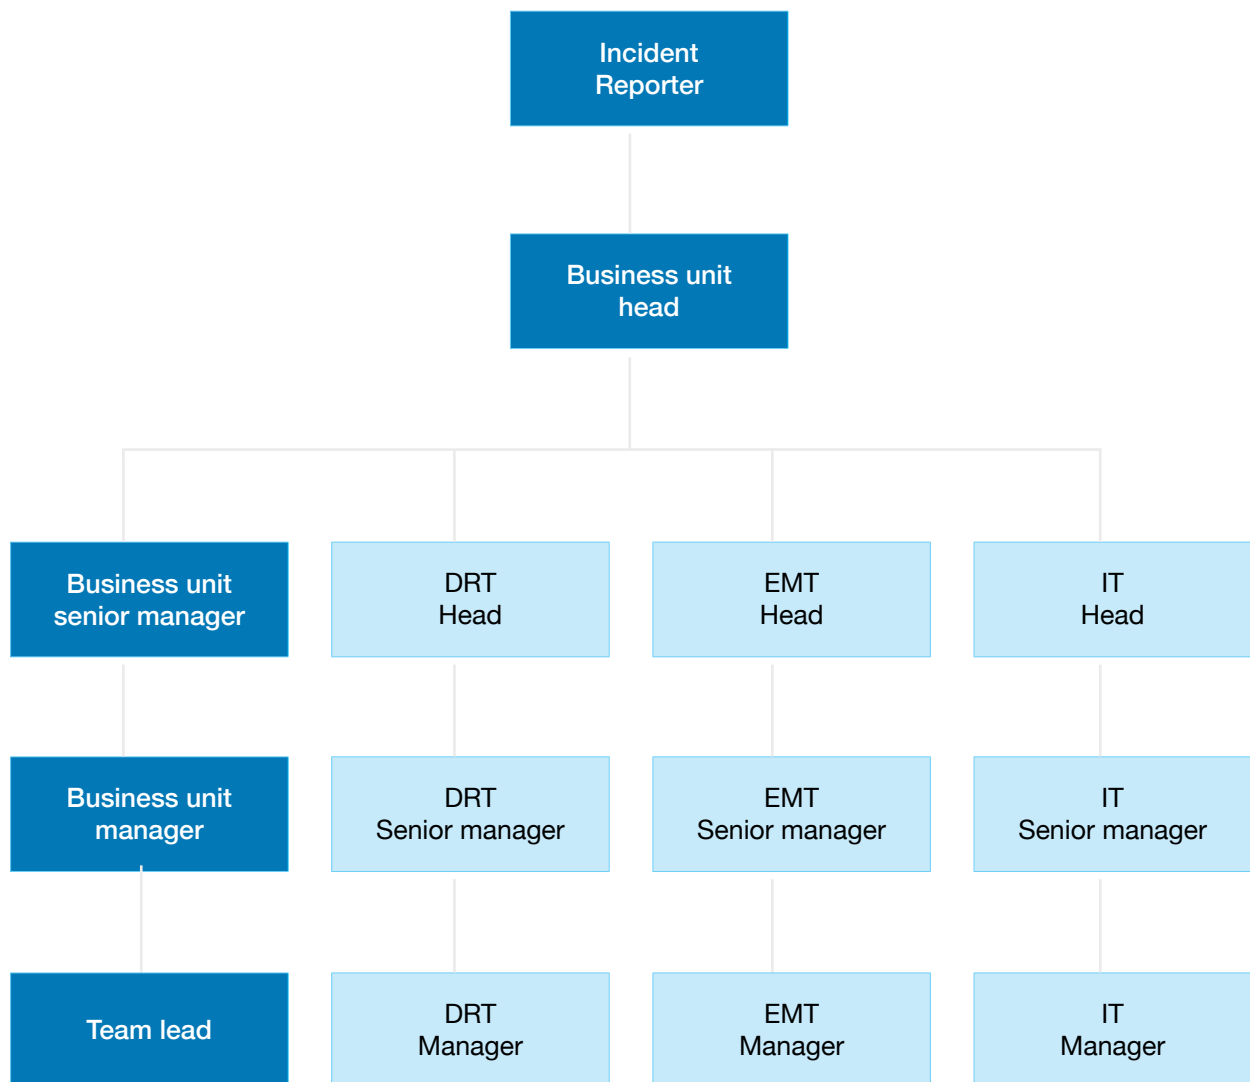 Incident
Reporter
Business unit
head
Business unit
senior manager
DRT
Head
EMT
Head
IT
Head
Business unit
manager
DRT
Senior manager
EMT
Senior manager
IT
Senior manager
Team lead
DRT
Manager
EMT
Manager
IT
Manager